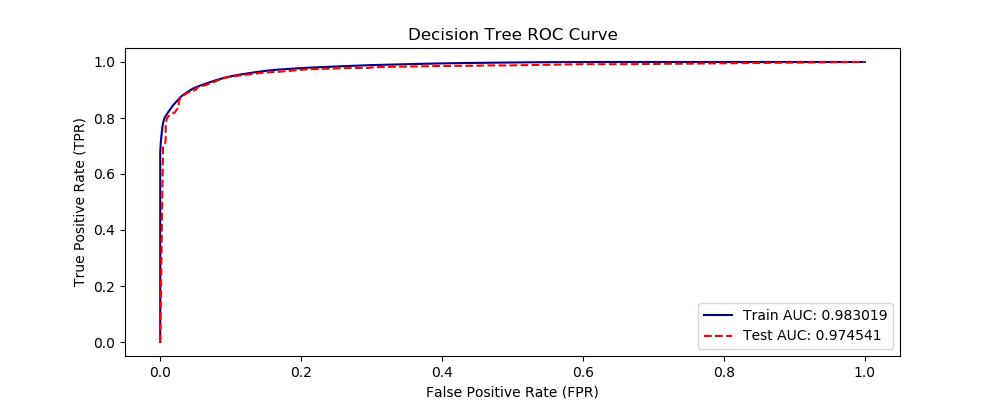 Decision Tree ROC Curve
True Positive Rate (TPR)
1.0
0.8
0.6
0.4
0.2
0.0
Train AUC: 0.983019
Test AUC: 0.974541
0.0 0.2 0.4 0.6 0.8 1.0
False Positive Rate (FPR)